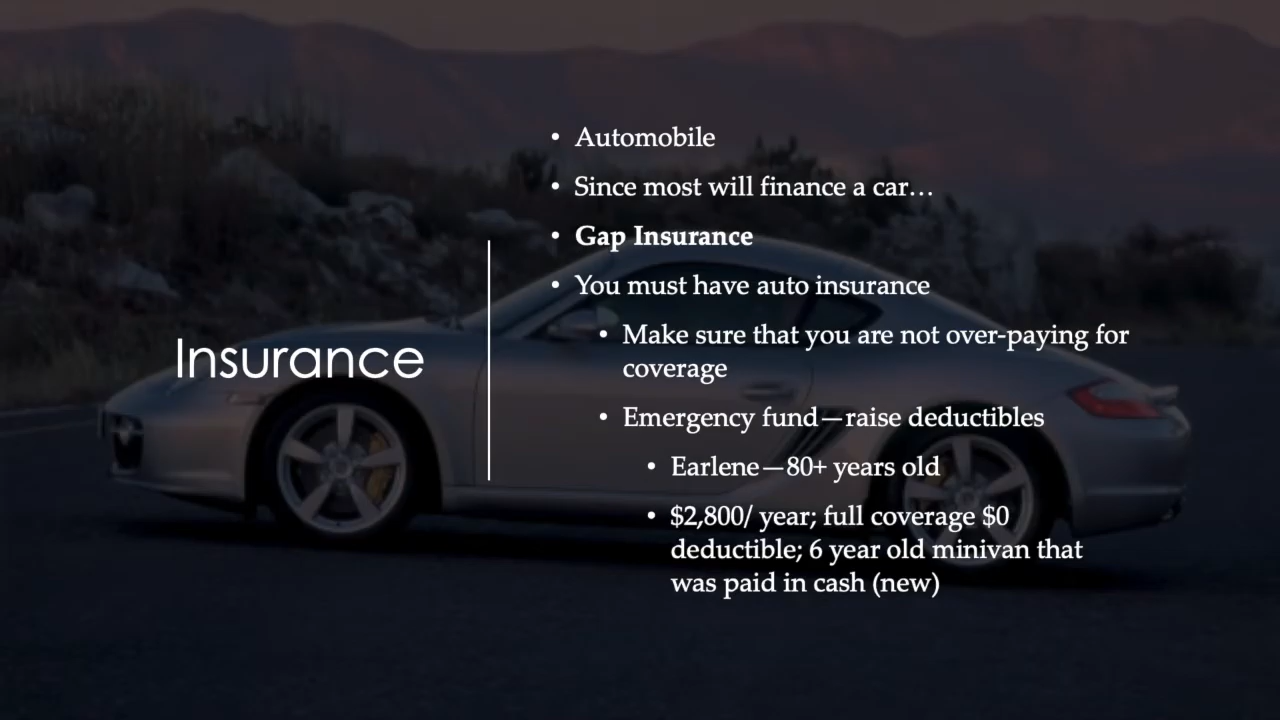 Insurance
• Automobile
• Since most will finance a car…
• Gap Insurance
• You must have auto insurance
• Make sure that you are not over-paying for
coverage
• Emergency fund—raise deductibles
• Earlene—80+ years old
• $2,800/ year; full coverage $0
deductible; 6 year old minivan that
was paid in cash (new)